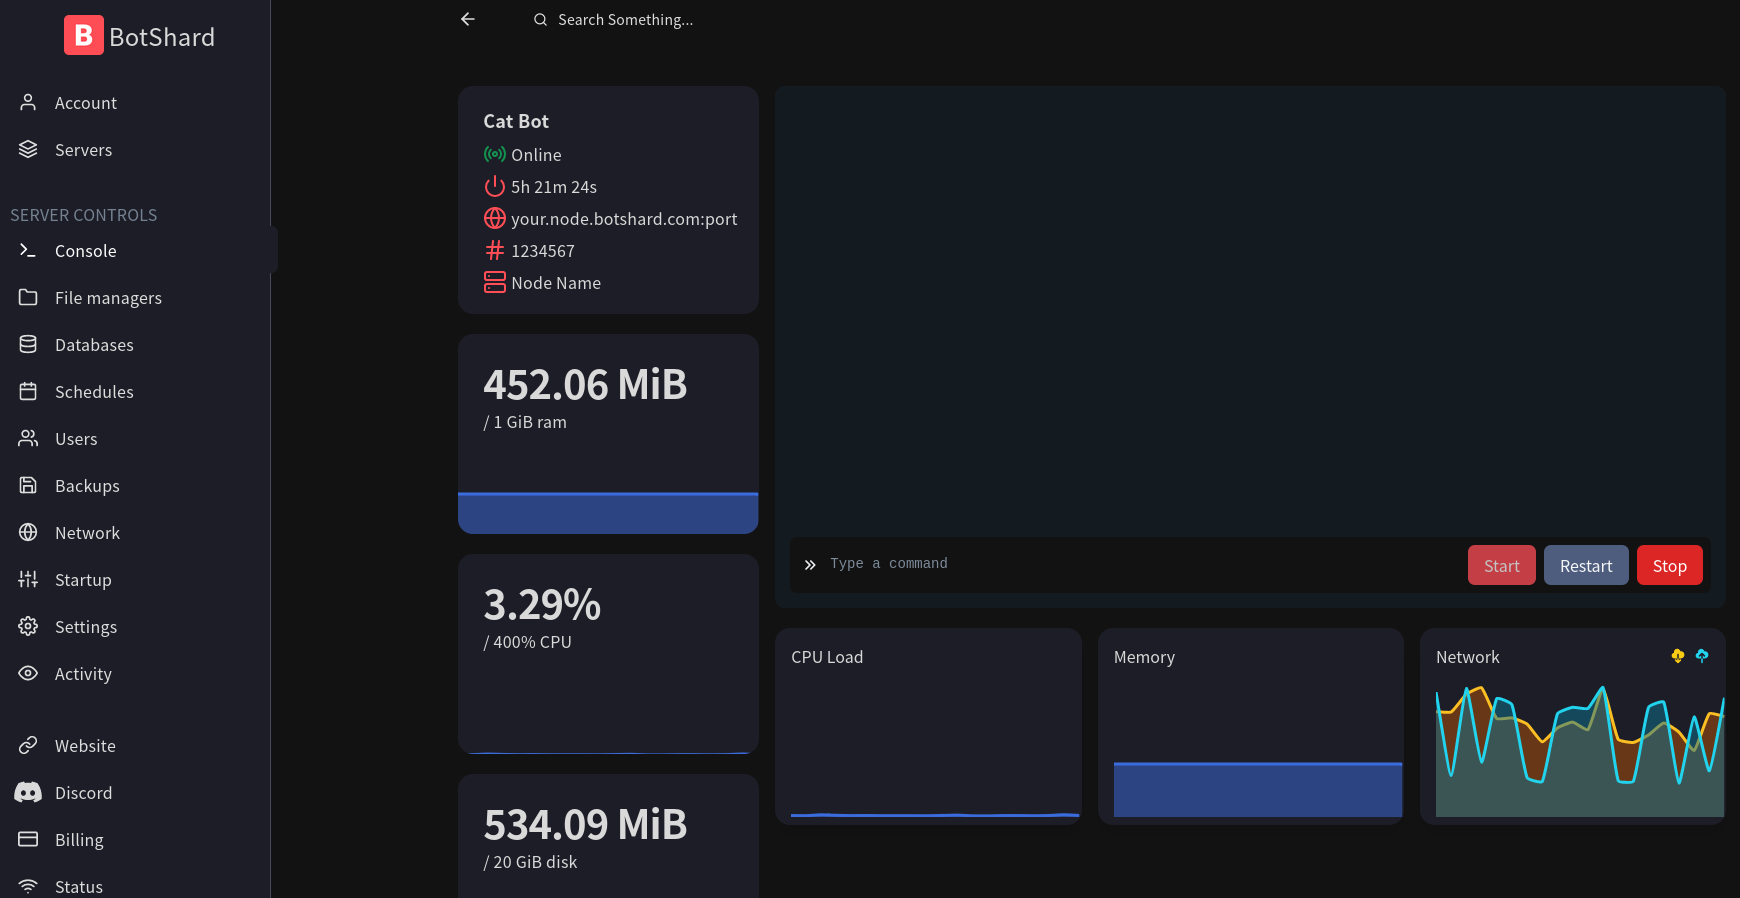 B BotShard
Account
Servers
SERVER CONTROLS
Console
File managers
Databases
Schedules
Users
Backups
Network
Startup
Settings
Activity
Website
Discord
Billing
Status
Search Something...
Cat Bot
Online
5h 21m 24s
your.node.botshard.com:port
1234567
Node Name
452.06 MiB
/ 1 GiB ram
3.29%
/ 400% CPU
534.09 MiB
/ 20 GiB disk
Type a command
Start Restart Stop
CPU Load
Memory
Network